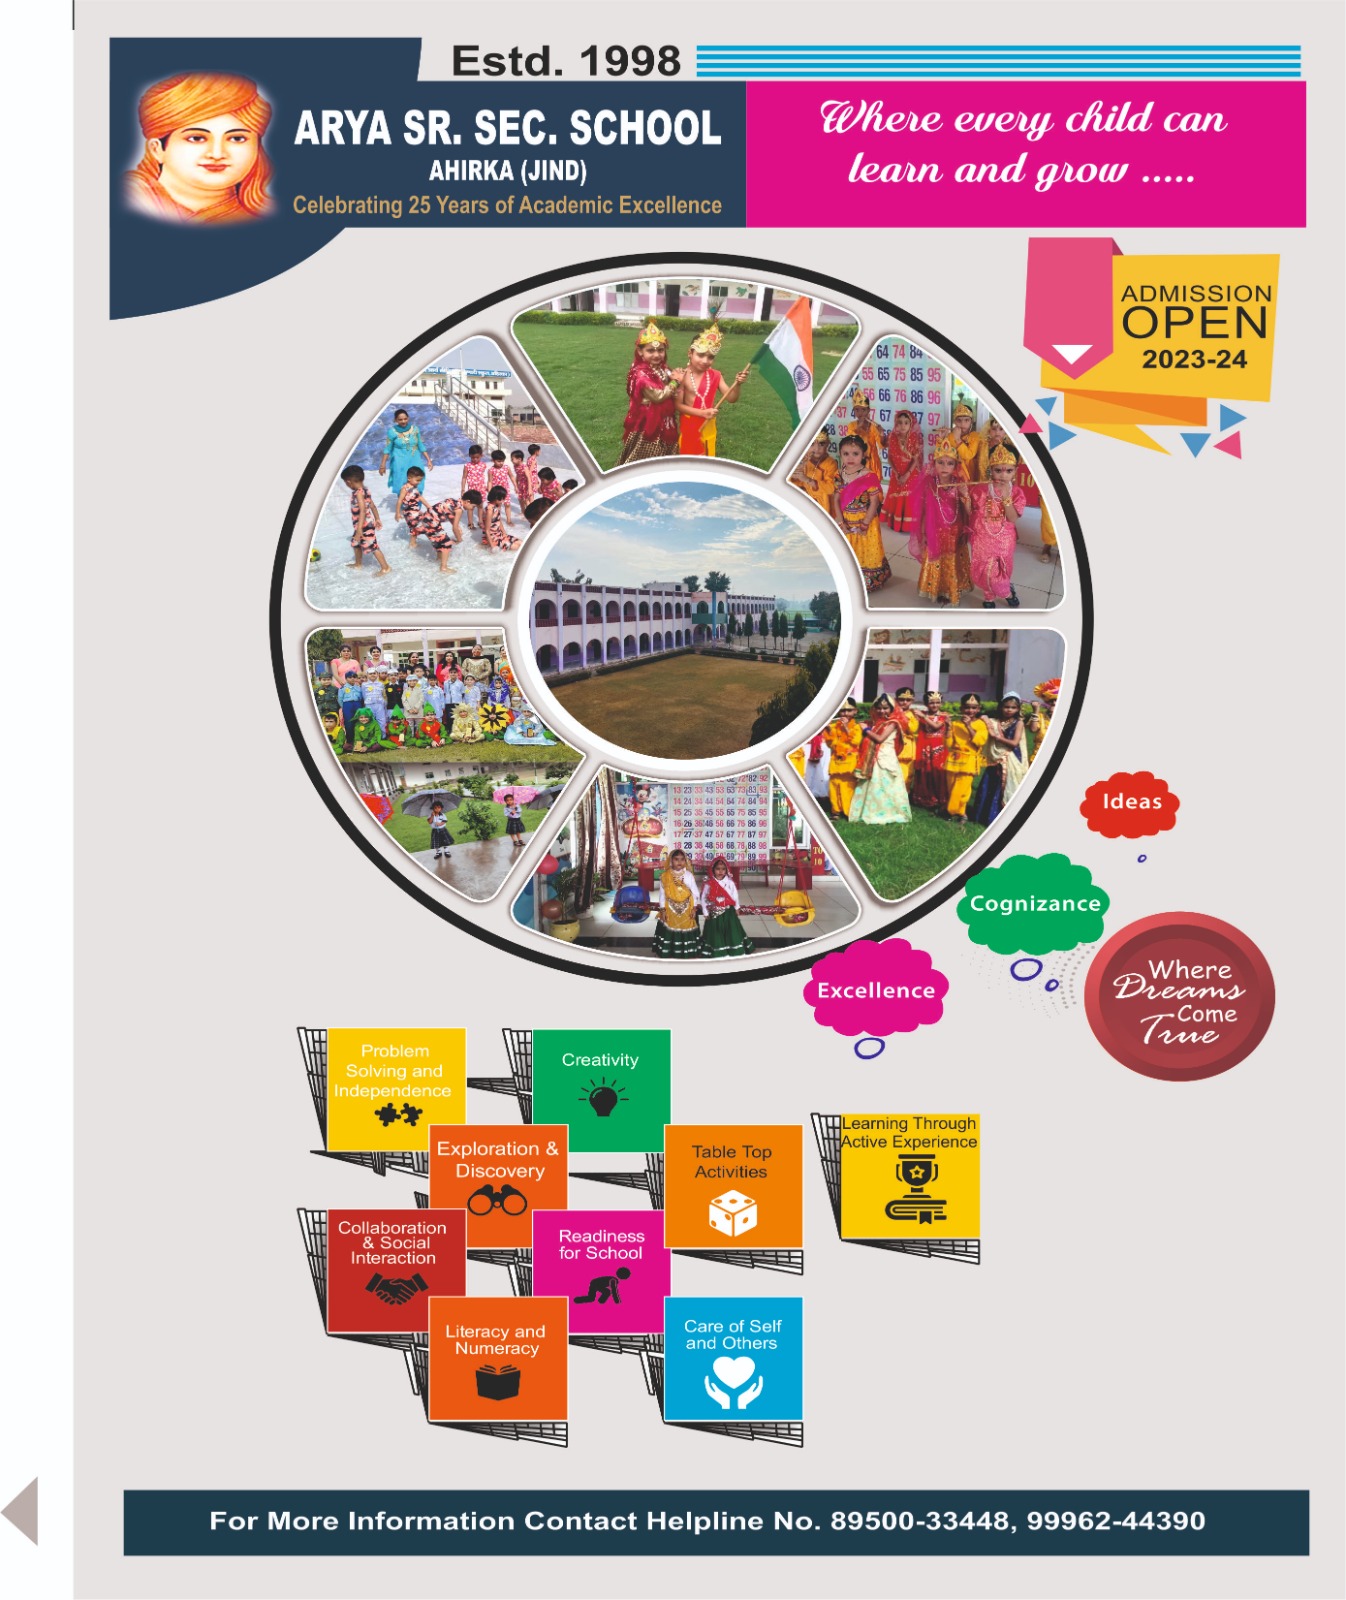 Estd. 1998
ARYA SR. SEC. SCHOOL
AHIRKA (JIND)
Celebrating 25 Years of Academic Excellence
Where every child can
learn and grow .....
ADMISSION
OPEN
2023-24
Ideas
Cognizance
Excellence
Where
Dreams
Come
True
Problem
Solving and
Independence
Creativity
Exploration &
Discovery
Table Top
Activities
Learning Through
Active Experience
Collaboration
& Social
Interaction
Readiness
for School
Literacy and
Numeracy
Care of Self
and Others
For More Information Contact Helpline No. 89500-33448, 99962-44390